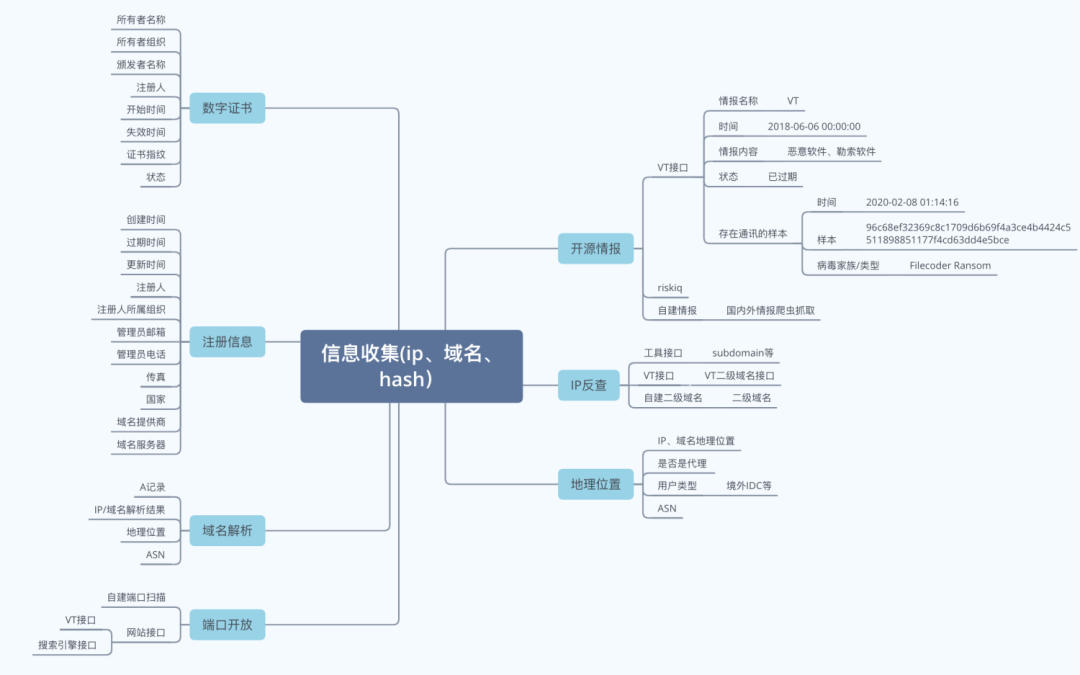 信息收集(ip、域名、
hash）
数字证书
所有者名称
所有者组织
颁发者名称
注册人
开始时间
失效时间
证书指纹
状态
注册信息
创建时间
过期时间
更新时间
注册人
注册人所属组织
管理员邮箱
管理员电话
传真
国家
域名提供商
域名服务器
域名解析
A记录
IP/域名解析结果
地理位置
ASN
端口开放
自建端口扫描
网站接口
VT接口
搜索引擎接口
开源情报
VT接口
情报名称 VT
时间 2018-06-06 00:00:00
情报内容 恶意软件、勒索软件
状态 已过期
存在通讯的样本
时间 2020-02-08 01:14:16
样本
96c68ef32369c8c1709d6b69f4a3ce4b4424c5
511898851177f4cd63dd4e5bce
病毒家族/类型 Filecoder Ransom
riskiq
自建情报 国内外情报爬虫抓取
IP反查
工具接口 subdomain等
VT接口 VT二级域名接口
自建二级域名 二级域名
地理位置
IP、域名地理位置
是否是代理
用户类型 境外IDC等
ASN